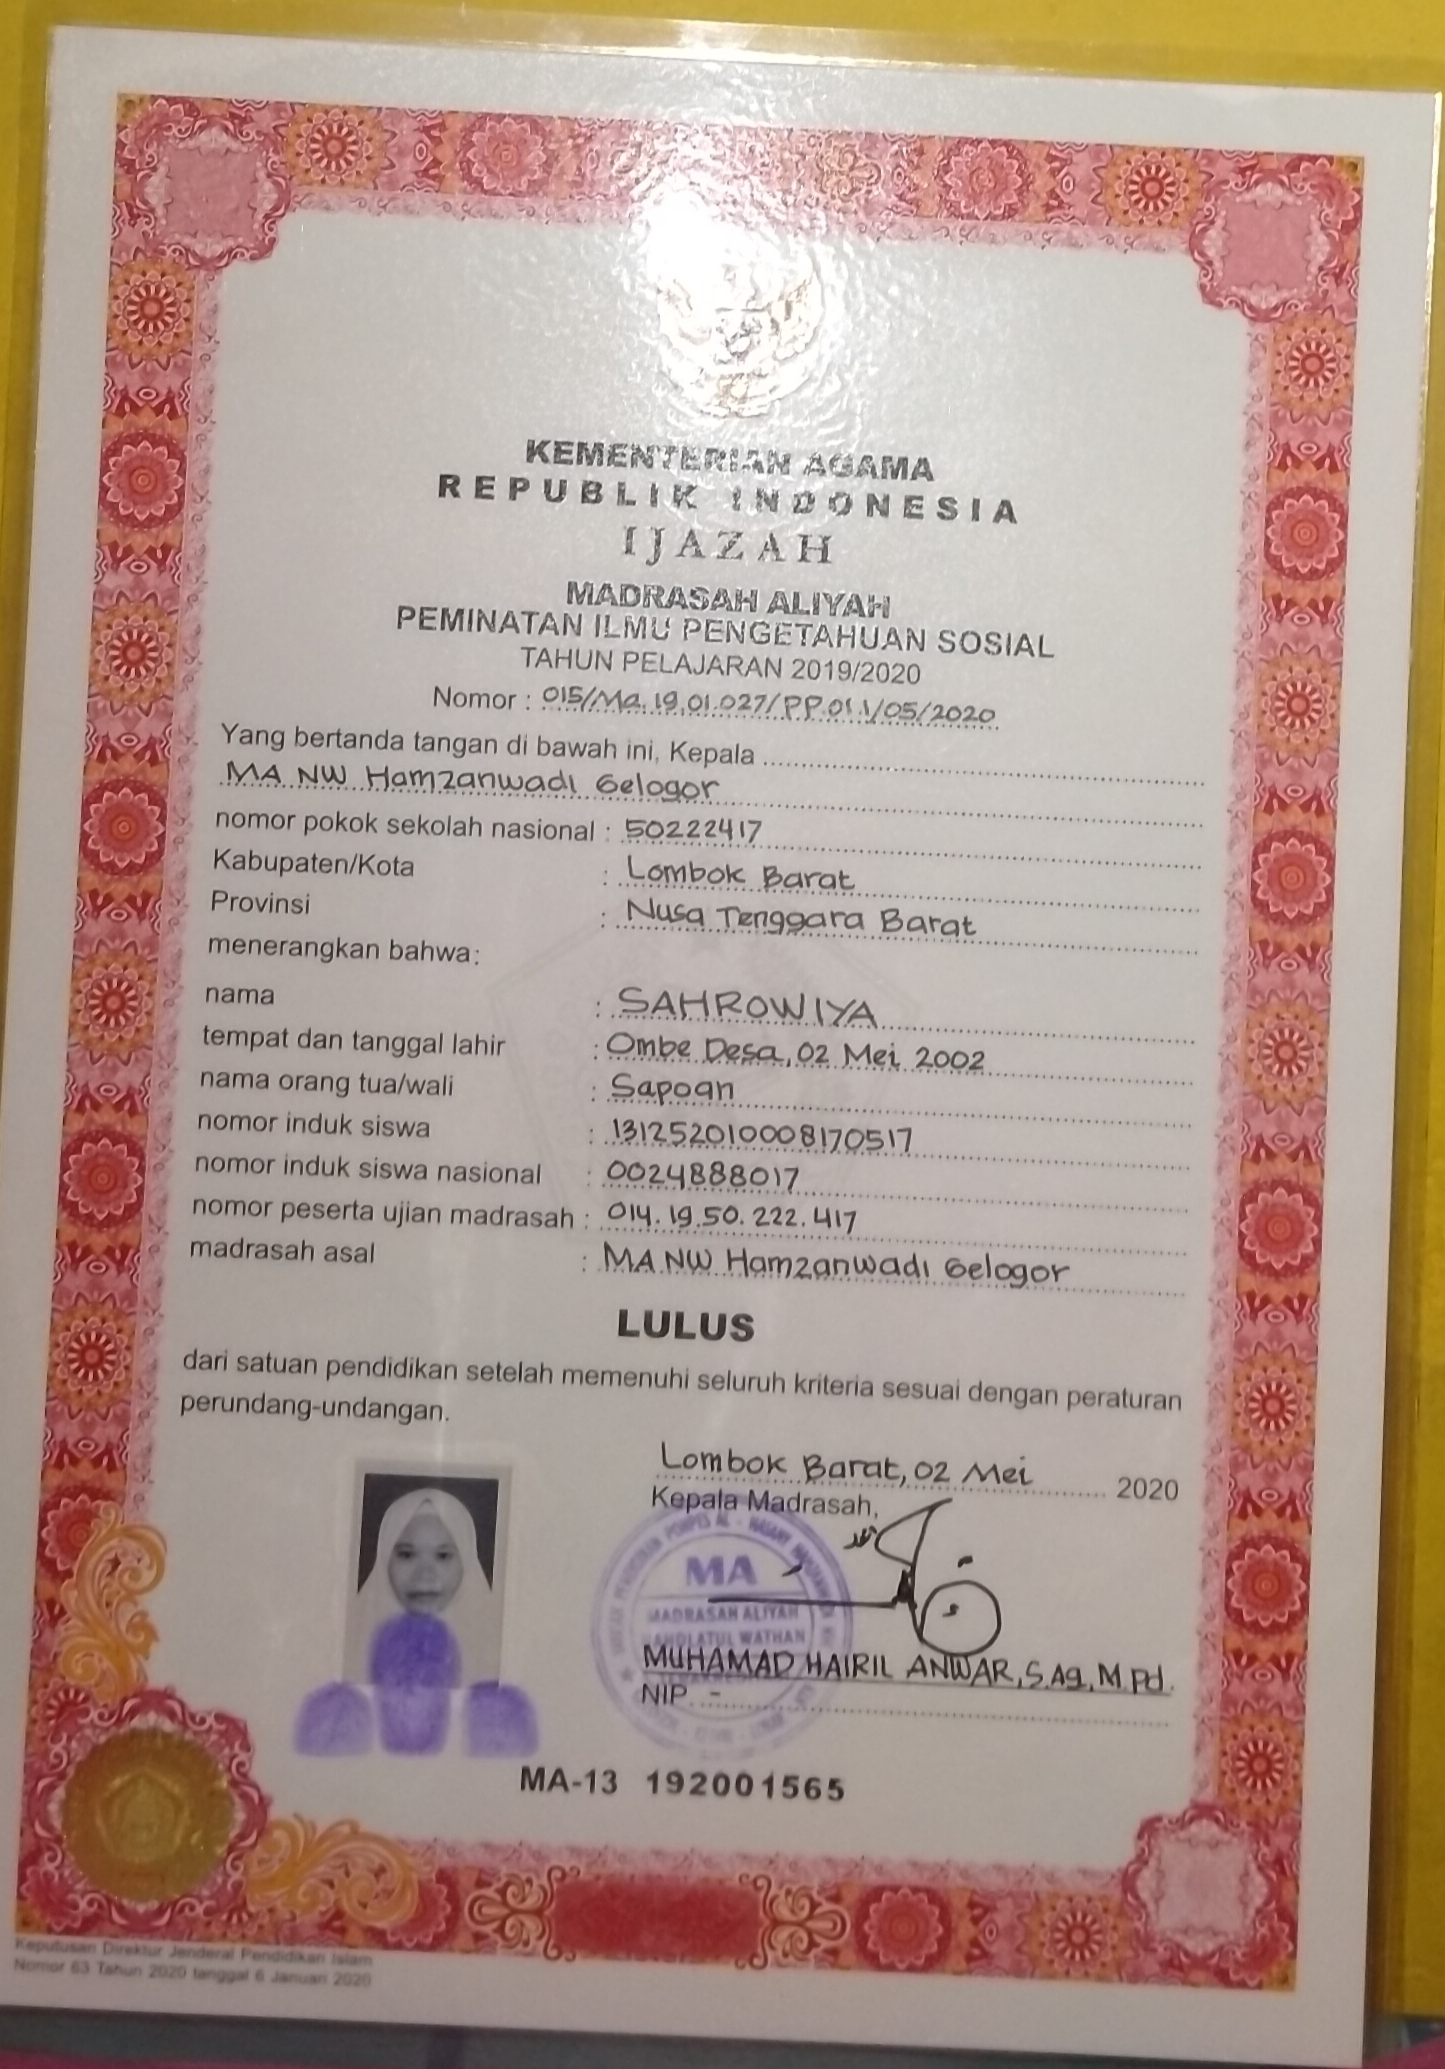 KEMENTERIAN AGAMA
REPUBLIK INDONESIA
IJAZAH
MADRASAH ALIYAH
PEMINATAN ILMU PENGETAHUAN SOSIAL
TAHUN PELAJARAN 2019/2020
Nomor : 015/Ma.19.01.027/PP.01.1/05/2020
Yang bertanda tangan di bawah ini, Kepala
MA NW Hamzanwadi Gelogor
nomor pokok sekolah nasional : 50222417
Kabupaten/Kota : Lombok Barat
Provinsi : Nusa Tenggara Barat
menerangkan bahwa:
nama : SAHROWIYA
tempat dan tanggal lahir : Ombe Desa, 02 Mei 2002
nama orang tua/wali : Sapoan
nomor induk siswa : 131252010008170517
nomor induk siswa nasional : 0024888017
nomor peserta ujian madrasah : 014.19.50.222.417
madrasah asal : MA NW Hamzanwadi Gelogor
LULUS
dari satuan pendidikan setelah memenuhi seluruh kriteria sesuai dengan peraturan
perundang-undangan.
Lombok Barat, 02 Mei 2020
Kepala Madrasah,
MA
MADRASAH ALIYAH
NAHDLATUL WATHAN
MUHAMAD HAIRIL ANWAR, S.Ag, M.Pd.
NIP. -
MA-13 192001565
Keputusan Direktur Jenderal Pendidikan Islam
Nomor 63 Tahun 2020 tanggal 6 Januari 2020